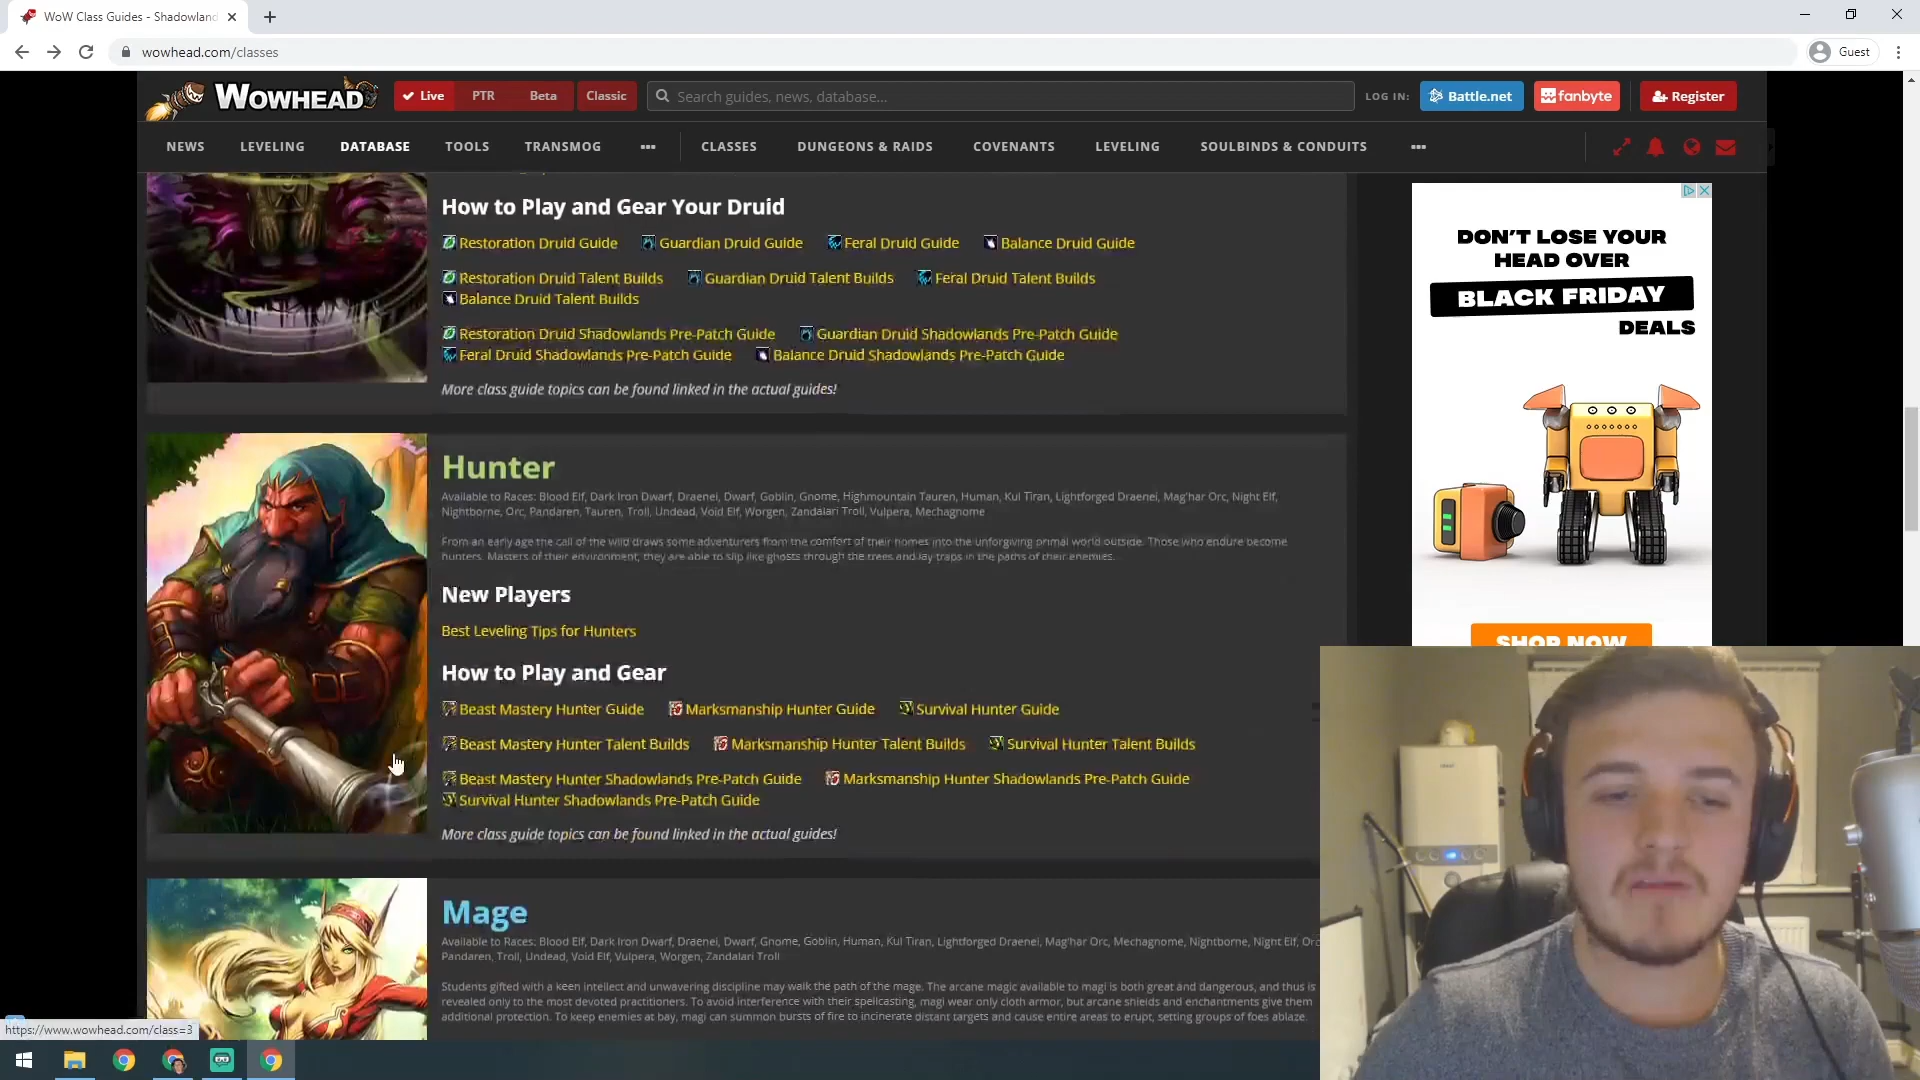 WoW Class Guides - Shadowland
wowhead.com/classes
Guest
WOWHEAD
Live
PTR
Beta
Classic
Search guides, news, database...
LOG IN:
Battle.net
fanbyte
Register
NEWS
LEVELING
DATABASE
TOOLS
TRANSMOG
CLASSES
DUNGEONS & RAIDS
COVENANTS
LEVELING
SOULBINDS & CONDUITS
How to Play and Gear Your Druid
Restoration Druid Guide Guardian Druid Guide Feral Druid Guide Balance Druid Guide
Restoration Druid Talent Builds Guardian Druid Talent Builds Feral Druid Talent Builds
Balance Druid Talent Builds
Restoration Druid Shadowlands Pre-Patch Guide Guardian Druid Shadowlands Pre-Patch Guide
Feral Druid Shadowlands Pre-Patch Guide Balance Druid Shadowlands Pre-Patch Guide
More class guide topics can be found linked in the actual guides!
Hunter
Available to Races: Blood Elf, Dark Iron Dwarf, Draenei, Dwarf, Goblin, Gnome, Highmountain Tauren, Human, Kul Tiran, Lightforged Draenei, Mag'har Orc, Night Elf,
Nightborne, Orc, Pandaren, Tauren, Troll, Undead, Void Elf, Worgen, Zandalari Troll, Vulpera, Mechagnome
From an early age the call of the wild draws some adventurers from the comfort of their homes into the unforgiving primal world outside. Those who endure become
hunters. Masters of their environment, they are able to slip like ghosts through the trees and lay traps in the paths of their enemies.
New Players
Best Leveling Tips for Hunters
How to Play and Gear
Beast Mastery Hunter Guide Marksmanship Hunter Guide Survival Hunter Guide
Beast Mastery Hunter Talent Builds Marksmanship Hunter Talent Builds Survival Hunter Talent Builds
Beast Mastery Hunter Shadowlands Pre-Patch Guide Marksmanship Hunter Shadowlands Pre-Patch Guide
Survival Hunter Shadowlands Pre-Patch Guide
More class guide topics can be found linked in the actual guides!
Mage
Available to Races: Blood Elf, Dark Iron Dwarf, Draenei, Dwarf, Gnome, Goblin, Human, Kul Tiran, Lightforged Draenei, Mag'har Orc, Mechagnome, Nightborne, Night Elf, Orc
Pandaren, Troll, Undead, Void Elf, Vulpera, Worgen, Zandalari Troll
Students gifted with a keen intellect and unwavering discipline may walk the path of the mage. The arcane magic available to magi is both great and dangerous, and thus is
revealed only to the most devoted practitioners. To avoid interference with their spellcasting, magi wear only cloth armor, but arcane shields and enchantments give them
additional protection. To keep enemies at bay, magi can summon bursts of fire to incinerate distant targets and cause entire areas to erupt, setting groups of foes ablaze.
DON'T LOSE YOUR
HEAD OVER
BLACK FRIDAY
DEALS
SHOP NOW
https://www.wowhead.com/class=3